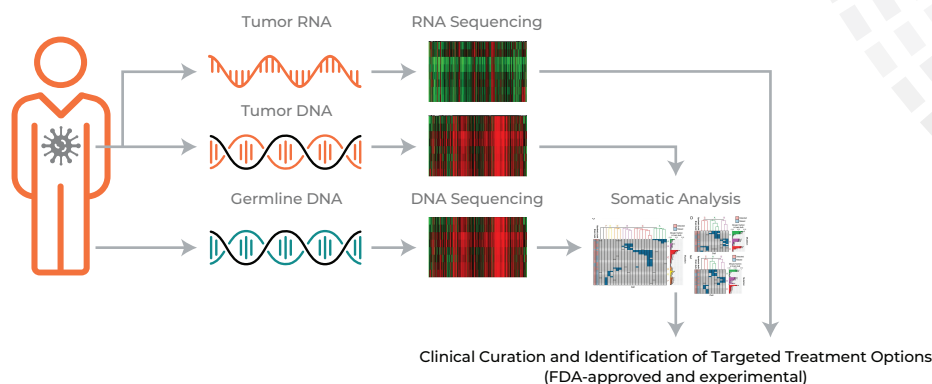 Tumor RNA
RNA Sequencing
Tumor DNA
Germline DNA
DNA Sequencing
Somatic Analysis
Clinical Curation and Identification of Targeted Treatment Options
(FDA-approved and experimental)